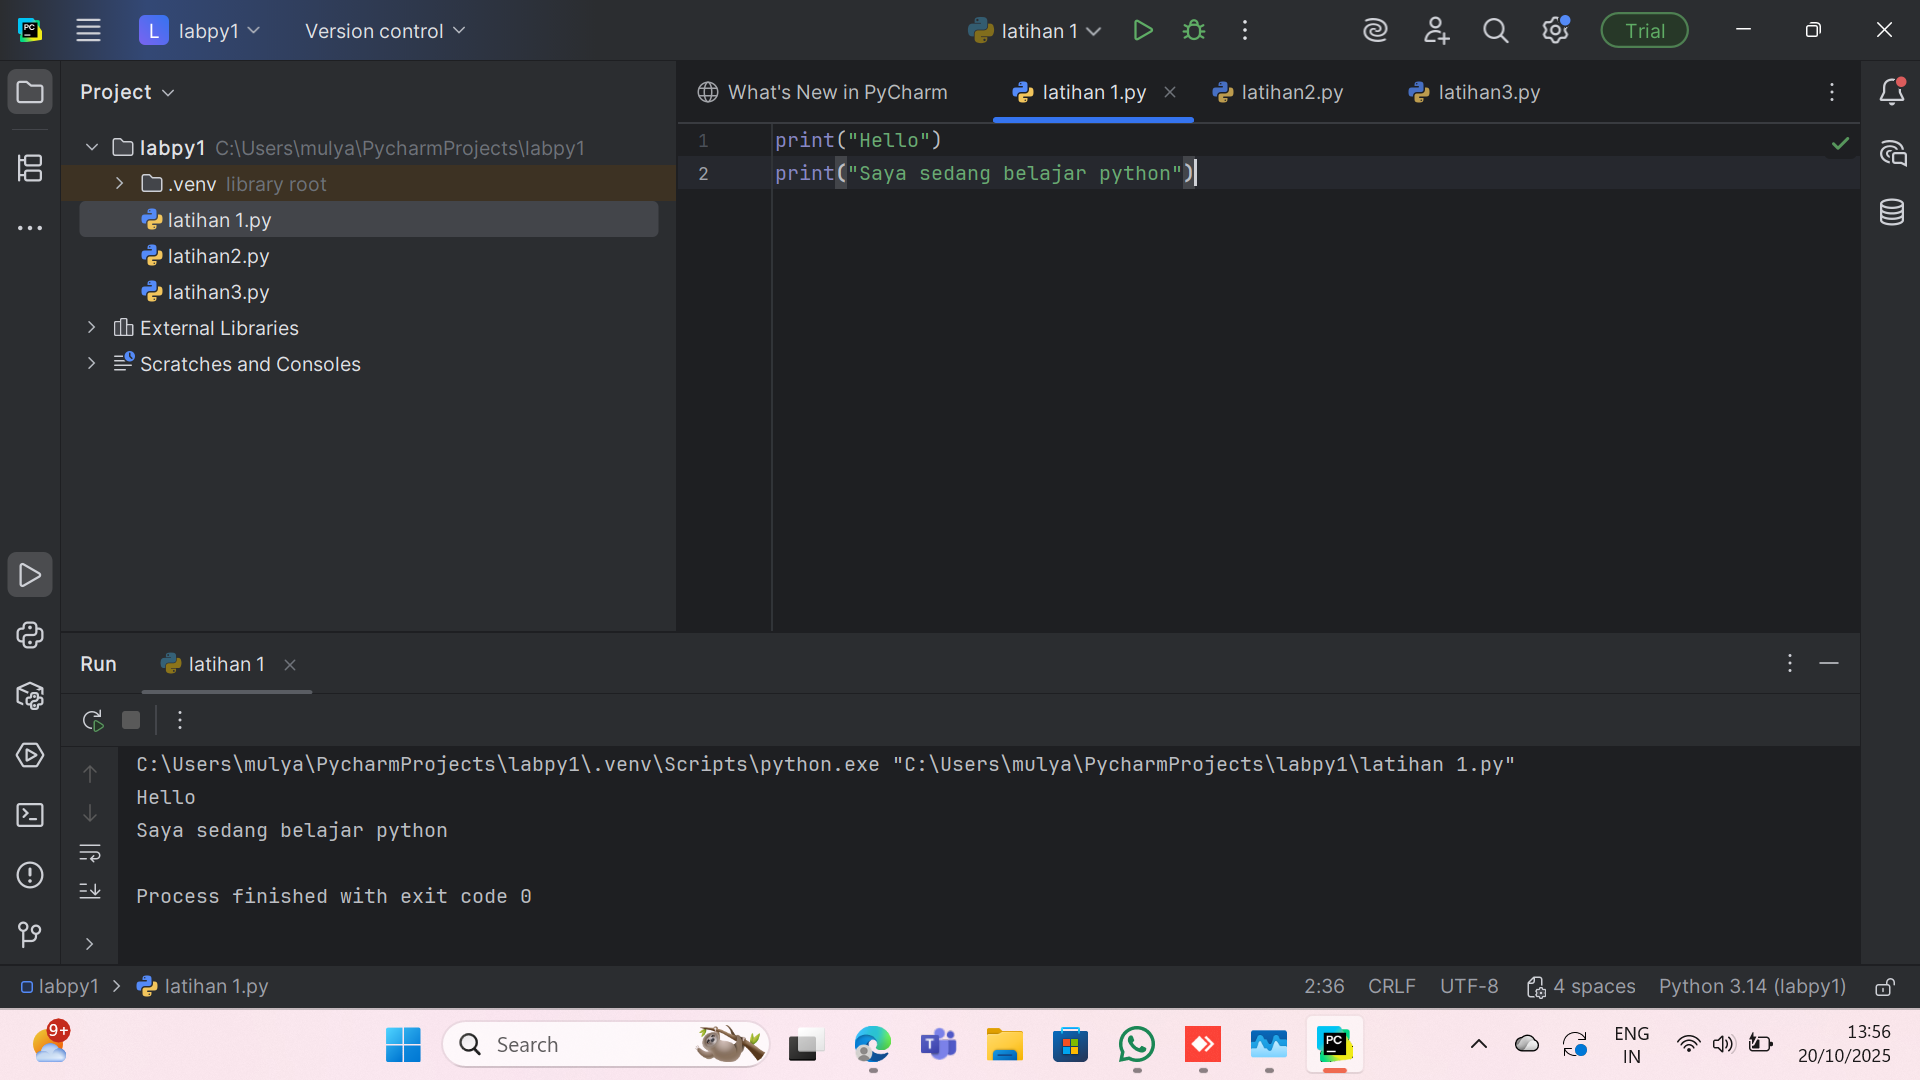 PC
L labpy1
Version control
latihan 1
Trial
Project
What's New in PyCharm
latihan 1.py
latihan2.py
latihan3.py
labpy1 C:\Users\mulya\PycharmProjects\labpy1
.venv library root
latihan 1.py
latihan2.py
latihan3.py
External Libraries
Scratches and Consoles
1 print("Hello")
2 print("Saya sedang belajar python")
Run
latihan 1
C:\Users\mulya\PycharmProjects\labpy1\.venv\Scripts\python.exe "C:\Users\mulya\PycharmProjects\labpy1\latihan 1.py"
Hello
Saya sedang belajar python
Process finished with exit code 0
labpy1
latihan 1.py
2:36
CRLF
UTF-8
4 spaces
Python 3.14 (labpy1)
9+
Search
T
PC
ENG
IN
13:56
20/10/2025